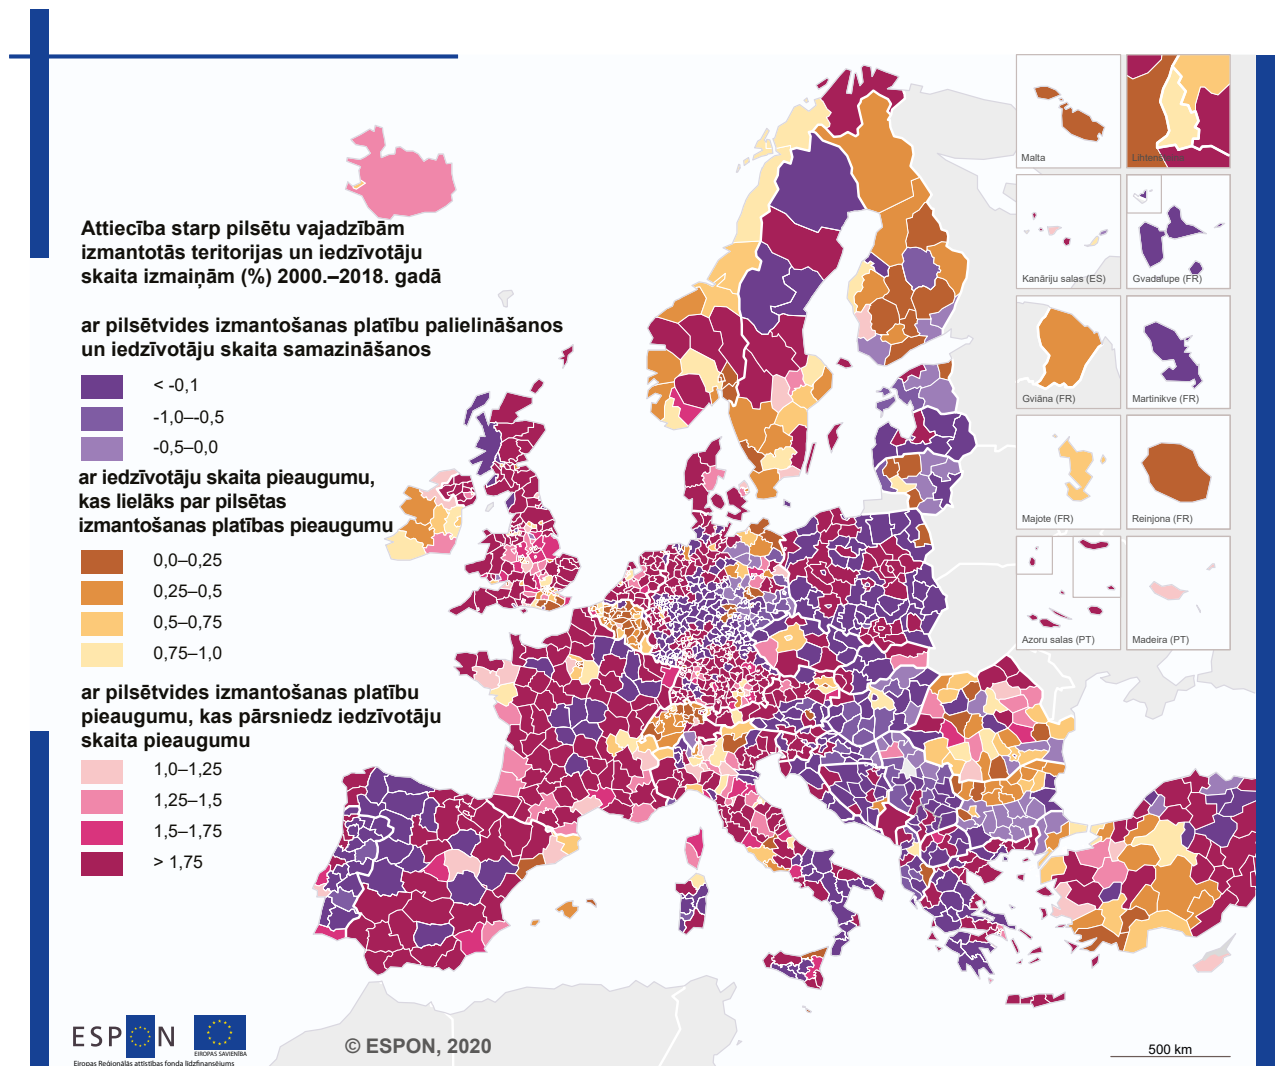 Attiecība starp pilsētu vajadzībām
izmantotās teritorijas un iedzīvotāju
skaita izmaiņām (%) 2000.–2018. gadā
ar pilsētvides izmantošanas platību palielināšanos
un iedzīvotāju skaita samazināšanos
< -0,1
-1,0–-0,5
-0,5–0,0
ar iedzīvotāju skaita pieaugumu,
kas lielāks par pilsētas
izmantošanas platības pieaugumu
0,0–0,25
0,25–0,5
0,5–0,75
0,75–1,0
ar pilsētvides izmantošanas platību
pieaugumu, kas pārsniedz iedzīvotāju
skaita pieaugumu
1,0–1,25
1,25–1,5
1,5–1,75
> 1,75
Malta
Lihtenšteina
Kanāriju salas (ES)
Gvadalupe (FR)
Gviāna (FR)
Martinikve (FR)
Majote (FR)
Reinjona (FR)
Azoru salas (PT)
Madeira (PT)
ESPON
EIROPAS SAVIENĪBA
Eiropas Reģionālās attīstības fonda līdzfinansējums
© ESPON, 2020
500 km